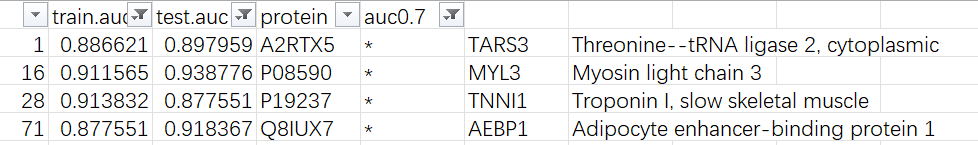 train.auc test.auc protein auc0.7
1 0.886621 0.897959 A2RTX5 * TARS3 Threonine--tRNA ligase 2, cytoplasmic
16 0.911565 0.938776 P08590 * MYL3 Myosin light chain 3
28 0.913832 0.877551 P19237 * TNNI1 Troponin I, slow skeletal muscle
71 0.877551 0.918367 Q8IUX7 * AEBP1 Adipocyte enhancer-binding protein 1